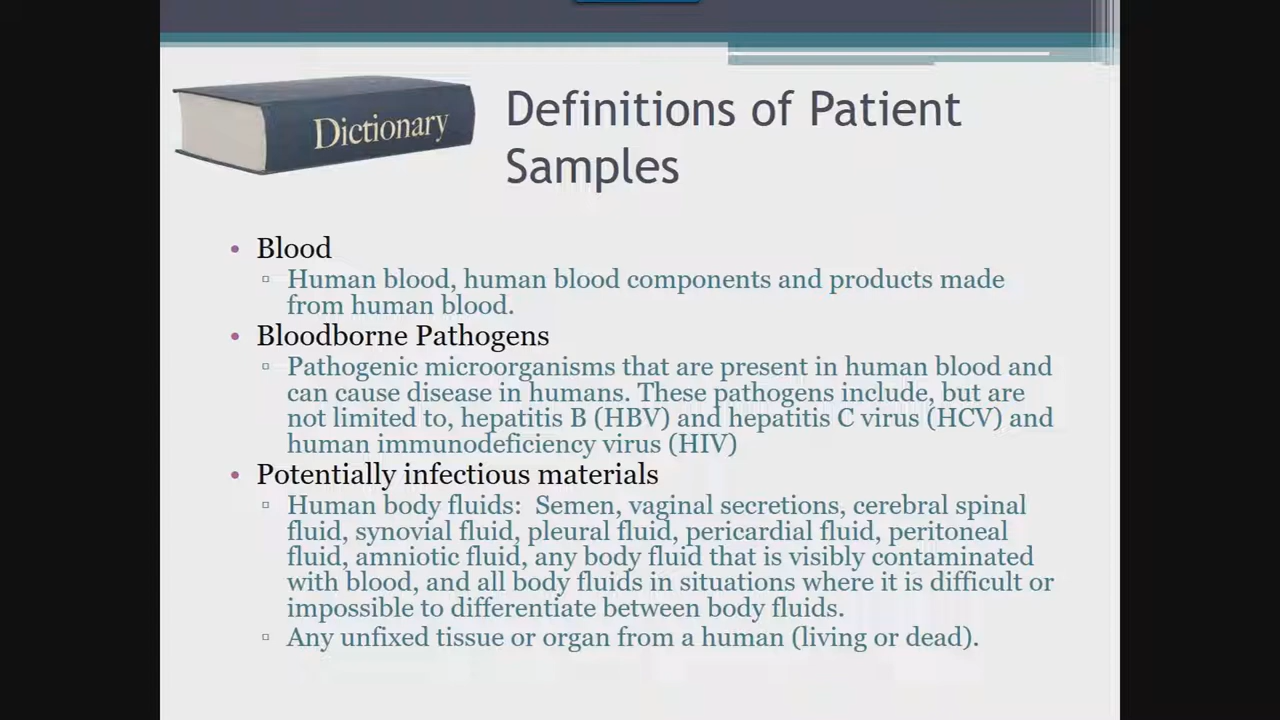 Dictionary
Definitions of Patient
Samples
• Blood
▫ Human blood, human blood components and products made
from human blood.
• Bloodborne Pathogens
▫ Pathogenic microorganisms that are present in human blood and
can cause disease in humans. These pathogens include, but are
not limited to, hepatitis B (HBV) and hepatitis C virus (HCV) and
human immunodeficiency virus (HIV)
• Potentially infectious materials
▫ Human body fluids:  Semen, vaginal secretions, cerebral spinal
fluid, synovial fluid, pleural fluid, pericardial fluid, peritoneal
fluid, amniotic fluid, any body fluid that is visibly contaminated
with blood, and all body fluids in situations where it is difficult or
impossible to differentiate between body fluids.
▫ Any unfixed tissue or organ from a human (living or dead).